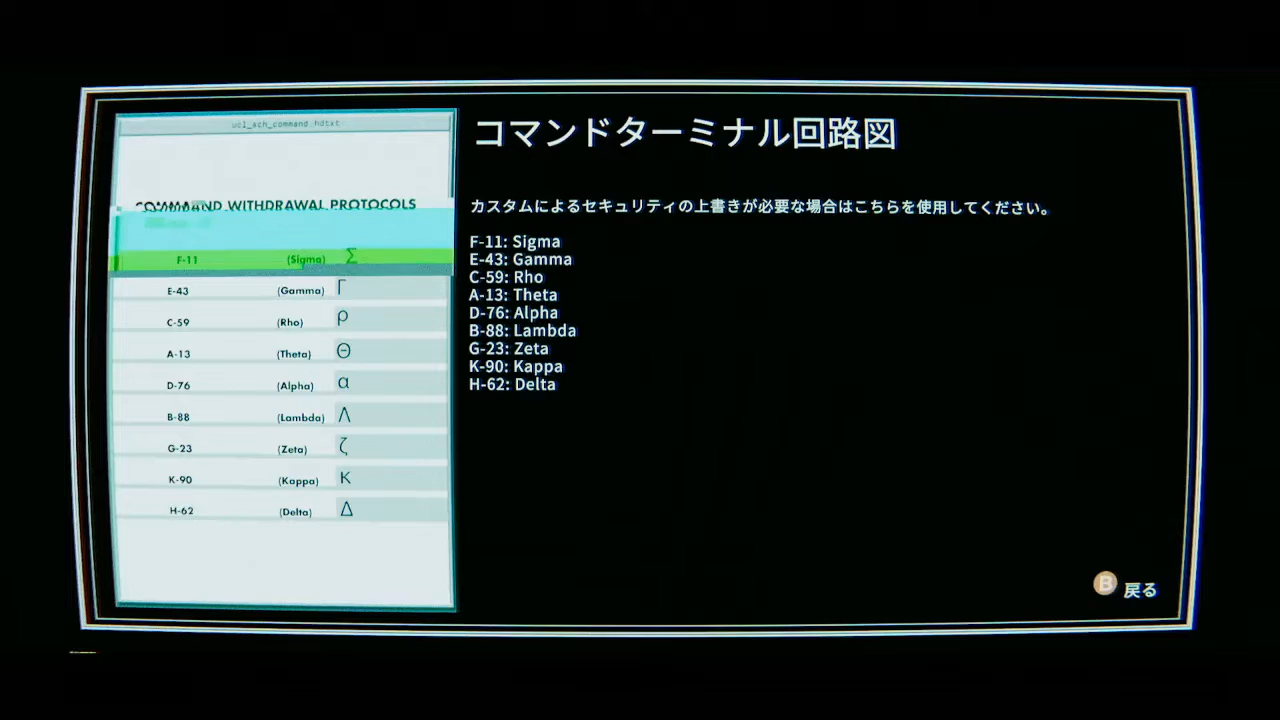 ucl_sch_command.hdtxt
COMMAND WITHDRAWAL PROTOCOLS
F-11 (Sigma) Σ
E-43 (Gamma) Γ
C-59 (Rho) ρ
A-13 (Theta) Θ
D-76 (Alpha) α
B-88 (Lambda) Λ
G-23 (Zeta) ζ
K-90 (Kappa) K
H-62 (Delta) Δ
コマンドターミナル回路図
カスタムによるセキュリティの上書きが必要な場合はこちらを使用してください。
F-11: Sigma
E-43: Gamma
C-59: Rho
A-13: Theta
D-76: Alpha
B-88: Lambda
G-23: Zeta
K-90: Kappa
H-62: Delta
B 戻る